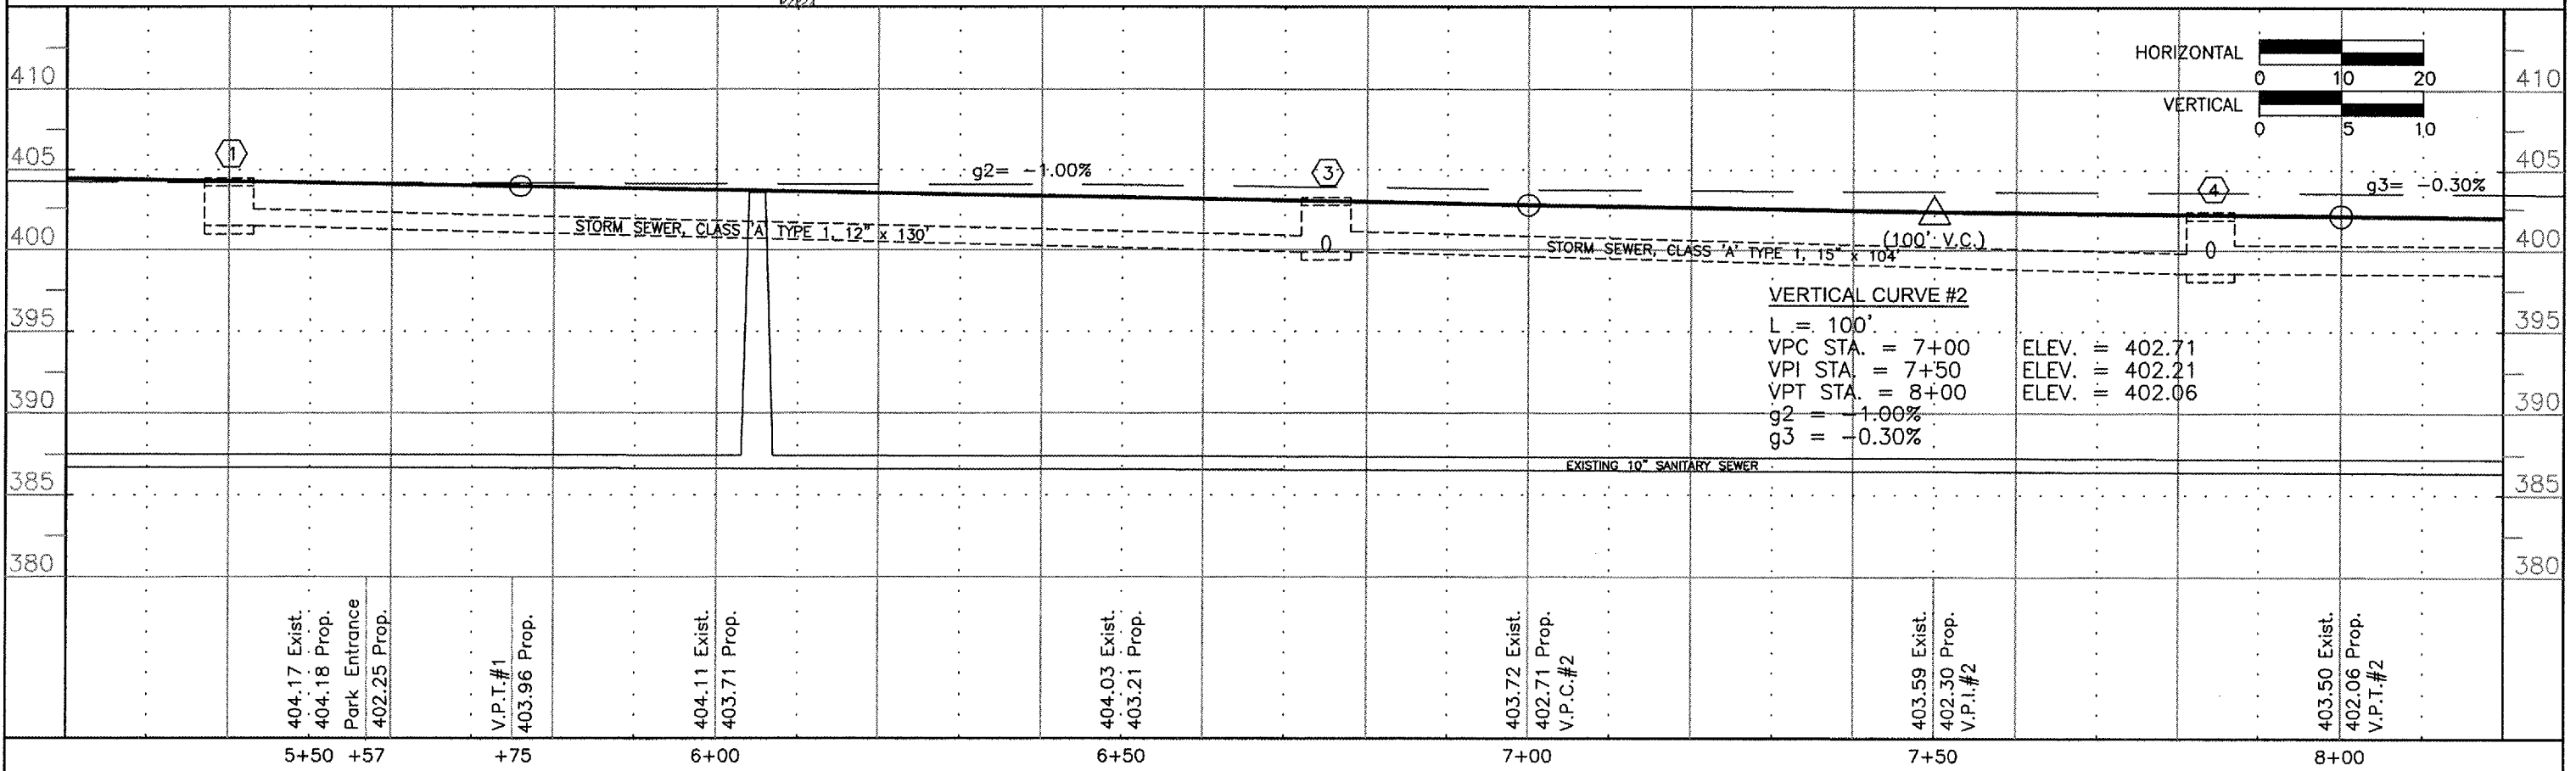 HORIZONTAL
0 10 20
VERTICAL
0 5 10
410 410
405 405
400 400
395 395
390 390
385 385
380 380
1
g2= -1.00%
3
4
g3= -0.30%
STORM SEWER, CLASS 'A' TYPE 1, 12" x 130'
0
STORM SEWER, CLASS 'A' TYPE 1, 15" x 104'
(100' V.C.)
0
VERTICAL CURVE #2
L = 100'
VPC STA. = 7+00 ELEV. = 402.71
VPI STA. = 7+50 ELEV. = 402.21
VPT STA. = 8+00 ELEV. = 402.06
g2 = -1.00%
g3 = -0.30%
EXISTING 10" SANITARY SEWER
404.17 Exist.
404.18 Prop.
Park Entrance
402.25 Prop.
V.P.T.#1
403.96 Prop.
404.11 Exist.
403.71 Prop.
404.03 Exist.
403.21 Prop.
403.72 Exist.
402.71 Prop.
V.P.C.#2
403.59 Exist.
402.30 Prop.
V.P.I.#2
403.50 Exist.
402.06 Prop.
V.P.T.#2
5+50 +57 +75 6+00 6+50 7+00 7+50 8+00